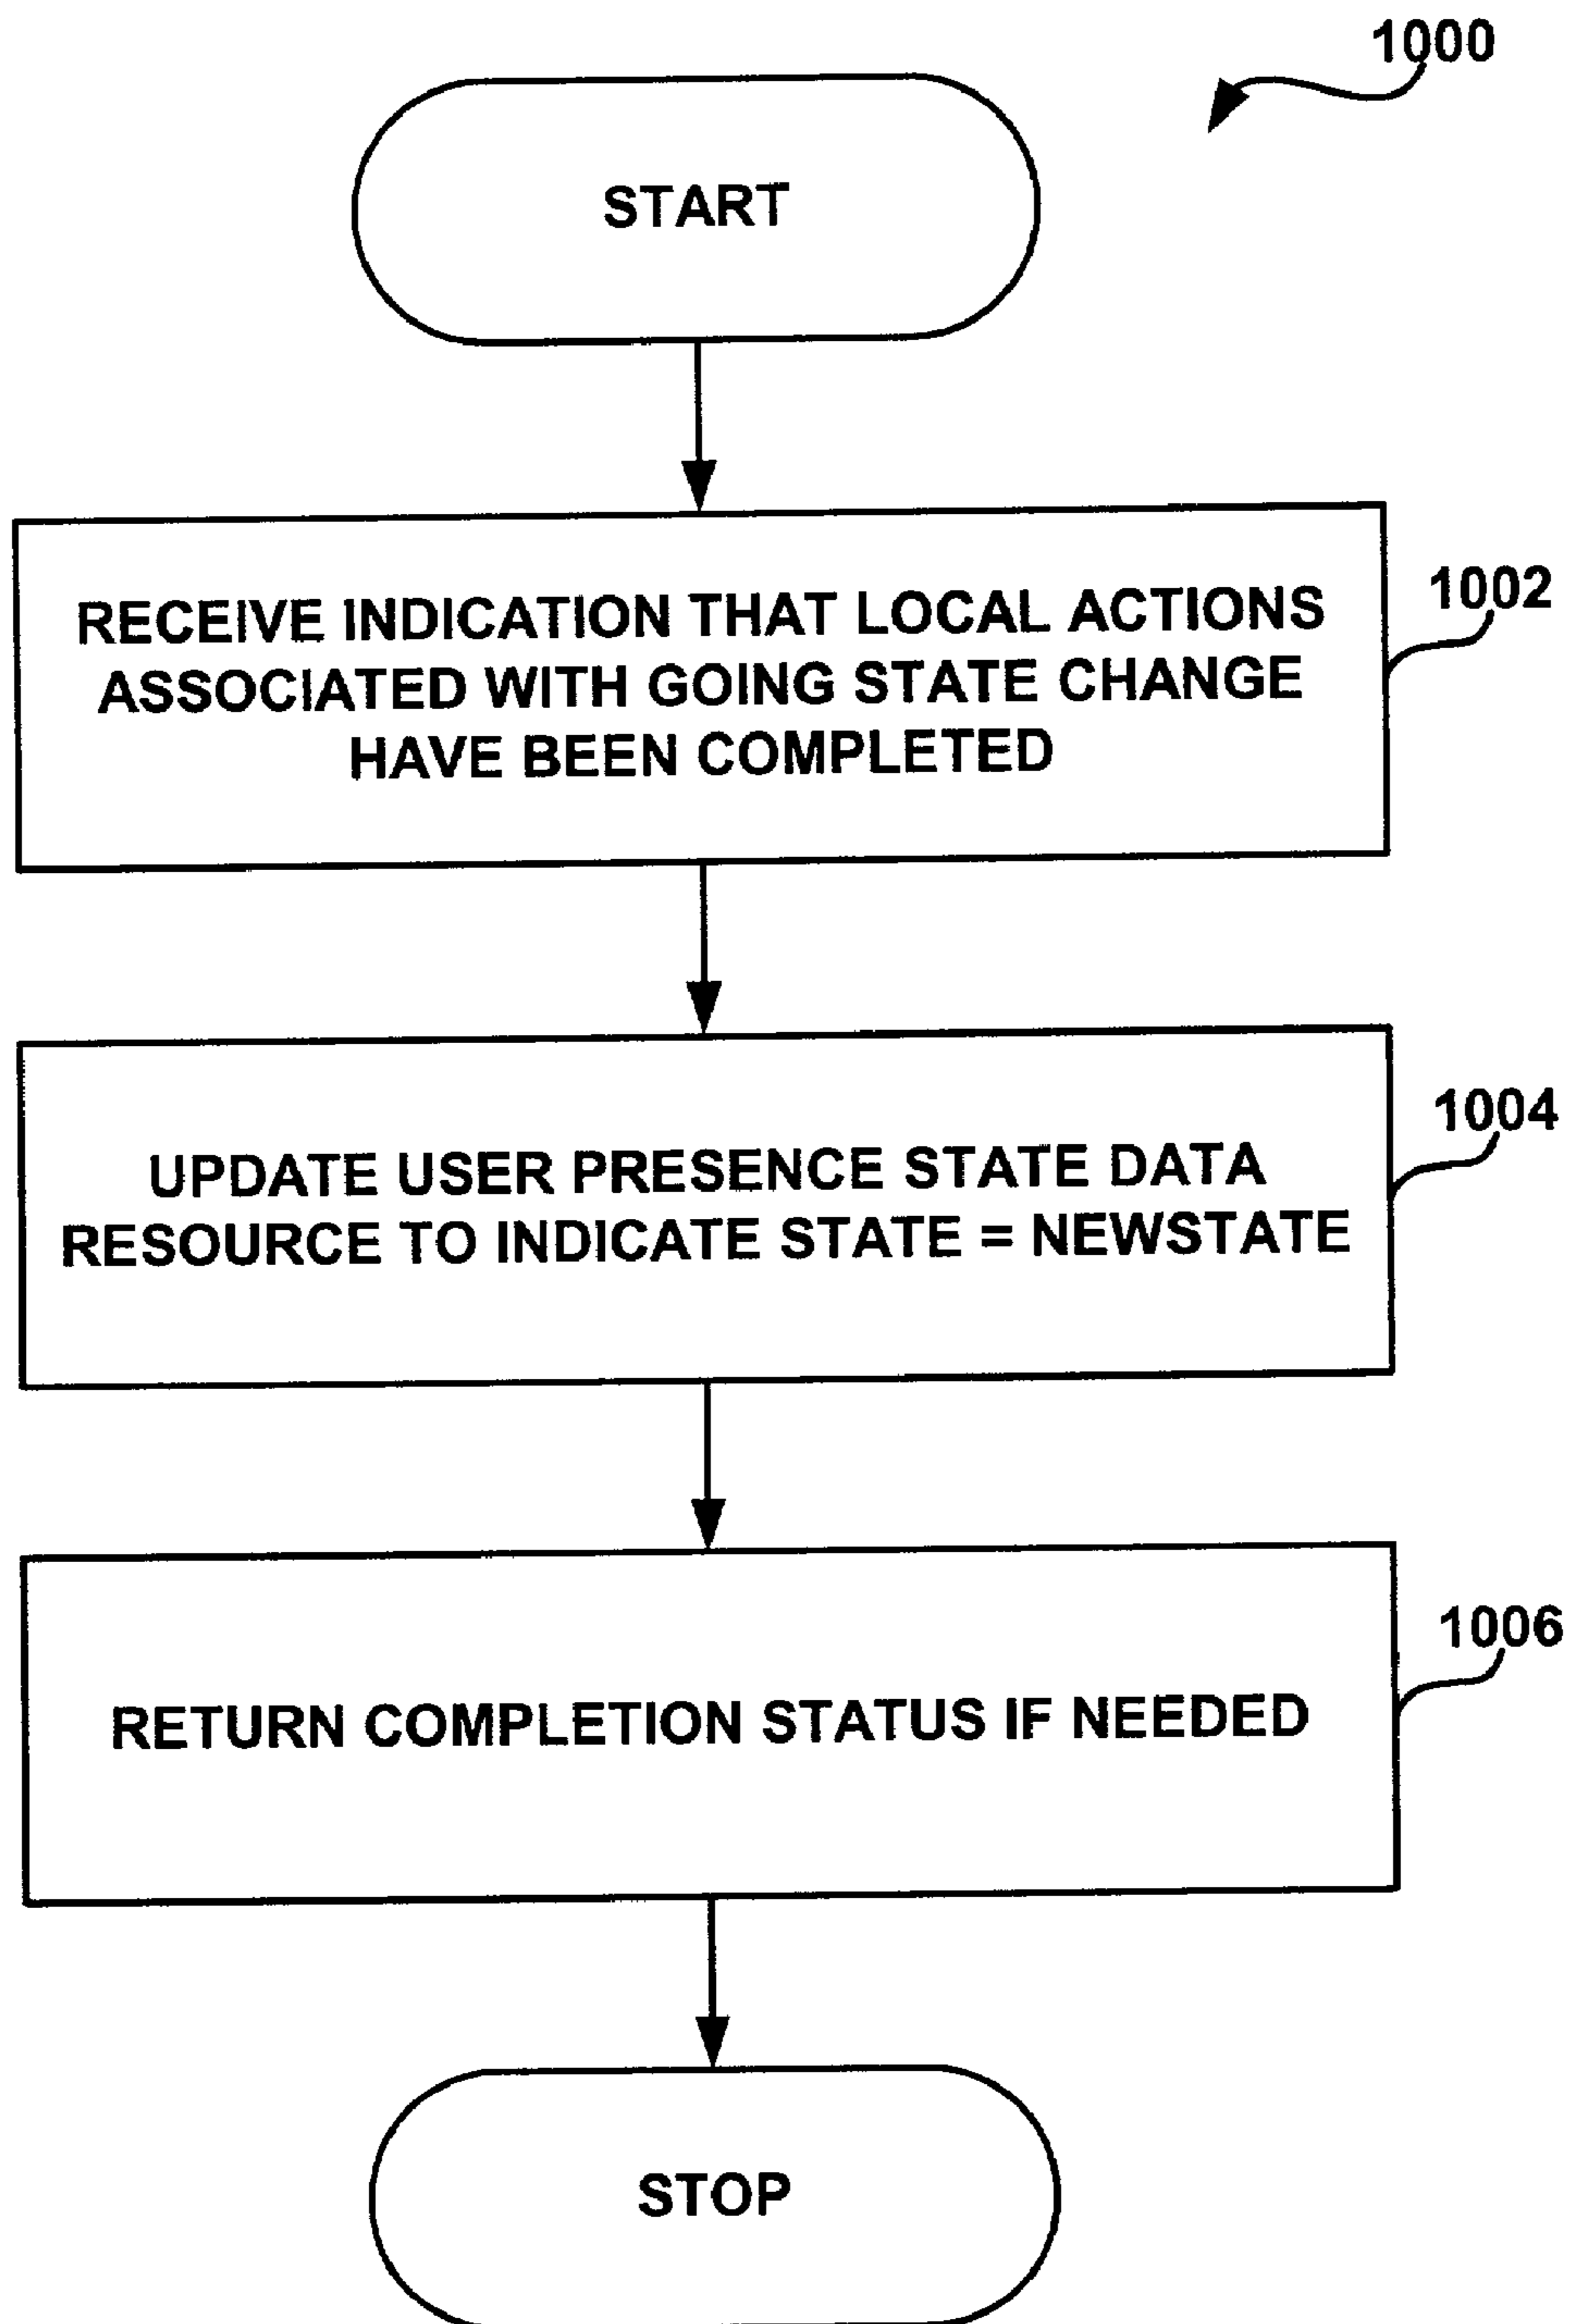 1000
START
RECEIVE INDICATION THAT LOCAL ACTIONS
ASSOCIATED WITH GOING STATE CHANGE
HAVE BEEN COMPLETED
1002
UPDATE USER PRESENCE STATE DATA
RESOURCE TO INDICATE STATE = NEWSTATE
1004
RETURN COMPLETION STATUS IF NEEDED
1006
STOP